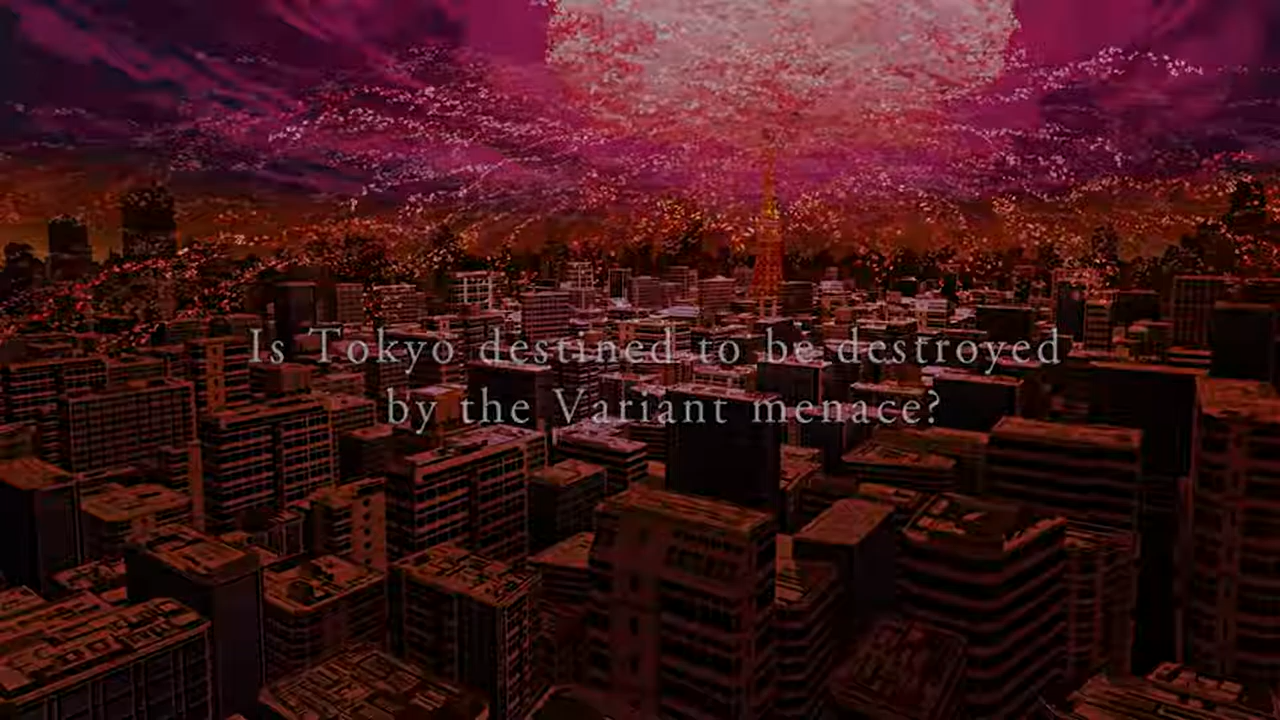 Is Tokyo destined to be destroyed
by the Variant menace?